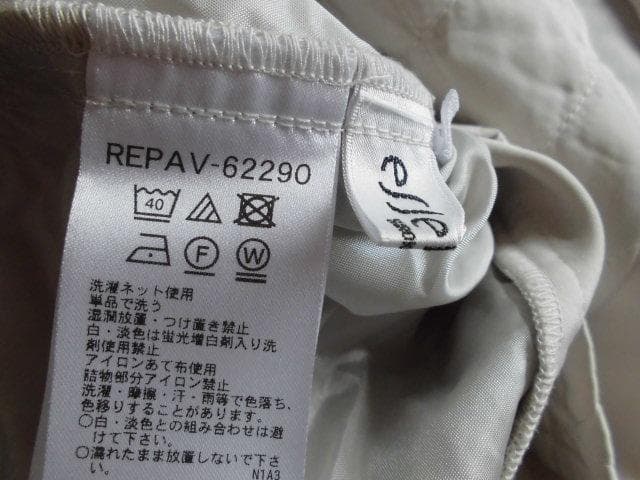 REPAV-62290
40
F W
洗濯ネット使用
単品で洗う
湿潤放置・つけ置き禁止
白・淡色は蛍光増白剤入り洗
剤使用禁止
アイロンあて布使用
詰物部分アイロン禁止
洗濯・摩擦・汗・雨等で色落ち、
色移りすることがあります。
○白・淡色との組み合わせは避
けて下さい。
○濡れたまま放置しないで下さ
い。 N1A3
elle